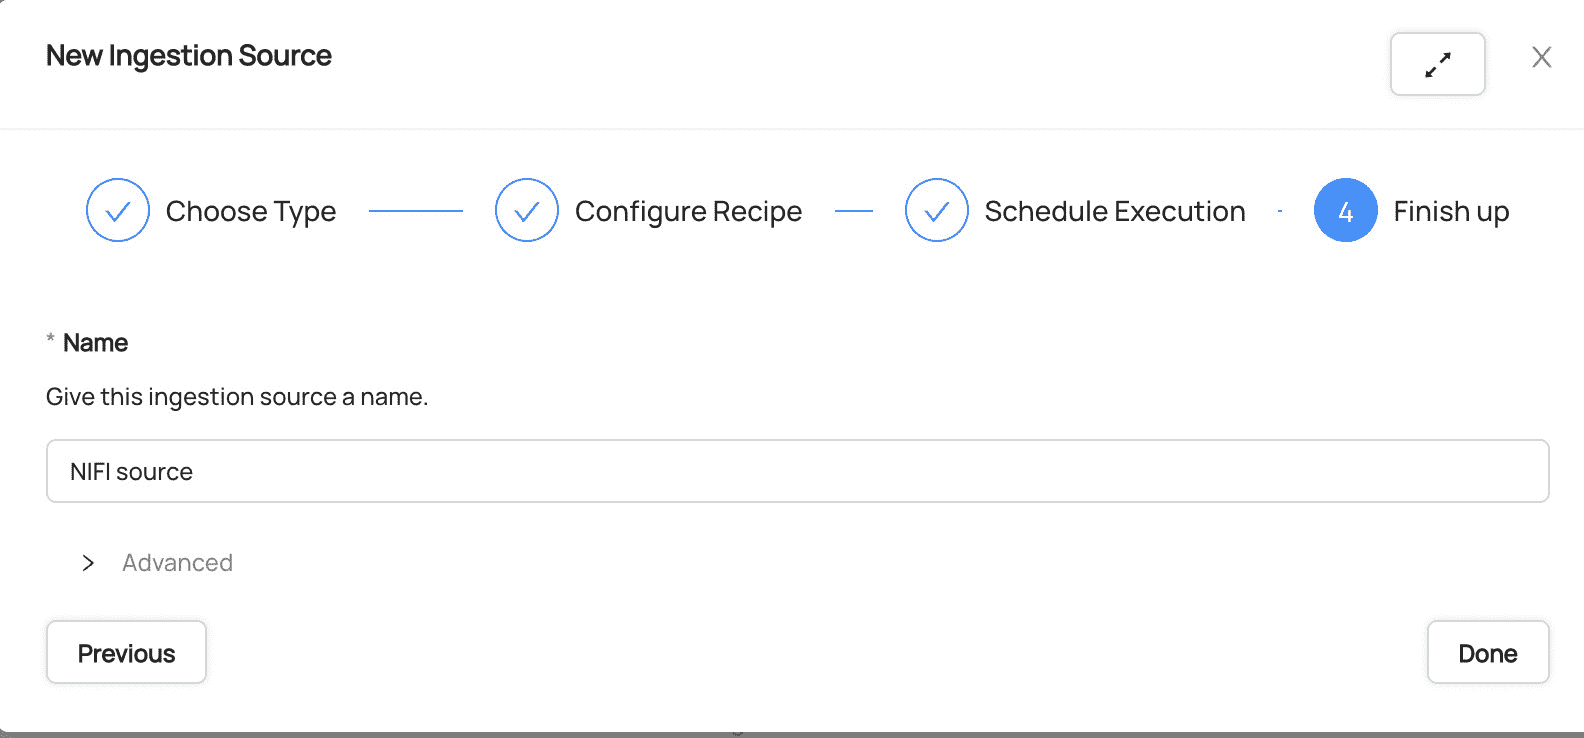 New Ingestion Source
Choose Type
Configure Recipe
Schedule Execution
4 Finish up
* Name
Give this ingestion source a name.
NIFI source
Advanced
Previous
Done